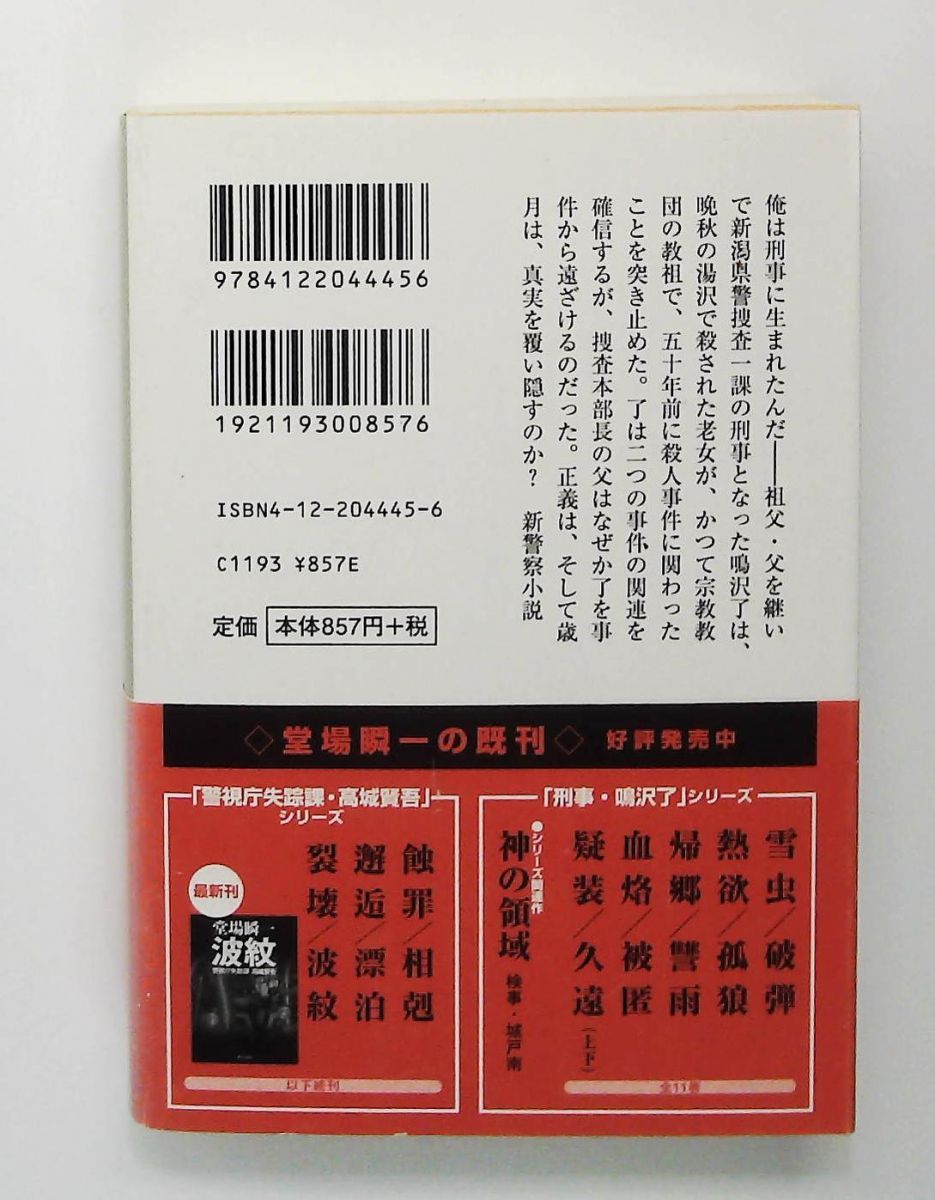 俺は刑事に生まれたんだ──祖父・父を継い
で新潟県警捜査一課の刑事となった鳴沢了は、
晩秋の湯沢で殺された老女が、かつて宗教教
団の教祖で、五十年前に殺人事件に関わった
ことを突き止めた。了は二つの事件の関連を
確信するが、捜査本部長の父はなぜか了を事
件から遠ざけるのだった。正義は、そして歳
月は、真実を覆い隠すのか? 新警察小説
9784122044456
1921193008576
ISBN4-12-204445-6
C1193 ¥857E
定価 本体857円+税
◇堂場瞬一の既刊◇ 好評発売中
「刑事・鳴沢了」シリーズ
雪虫/破弾
熱欲/孤狼
帰郷/讐雨
血烙/被匿
疑装/久遠(上下)
●シリーズ関連作
神の領域 検事・城戸南
全11冊
「警視庁失踪課・高城賢吾」
シリーズ
蝕罪/相剋
邂逅/漂泊
裂壊/波紋
最新刊
堂場瞬一
波紋
警視庁失踪課 高城賢吾
以下続刊